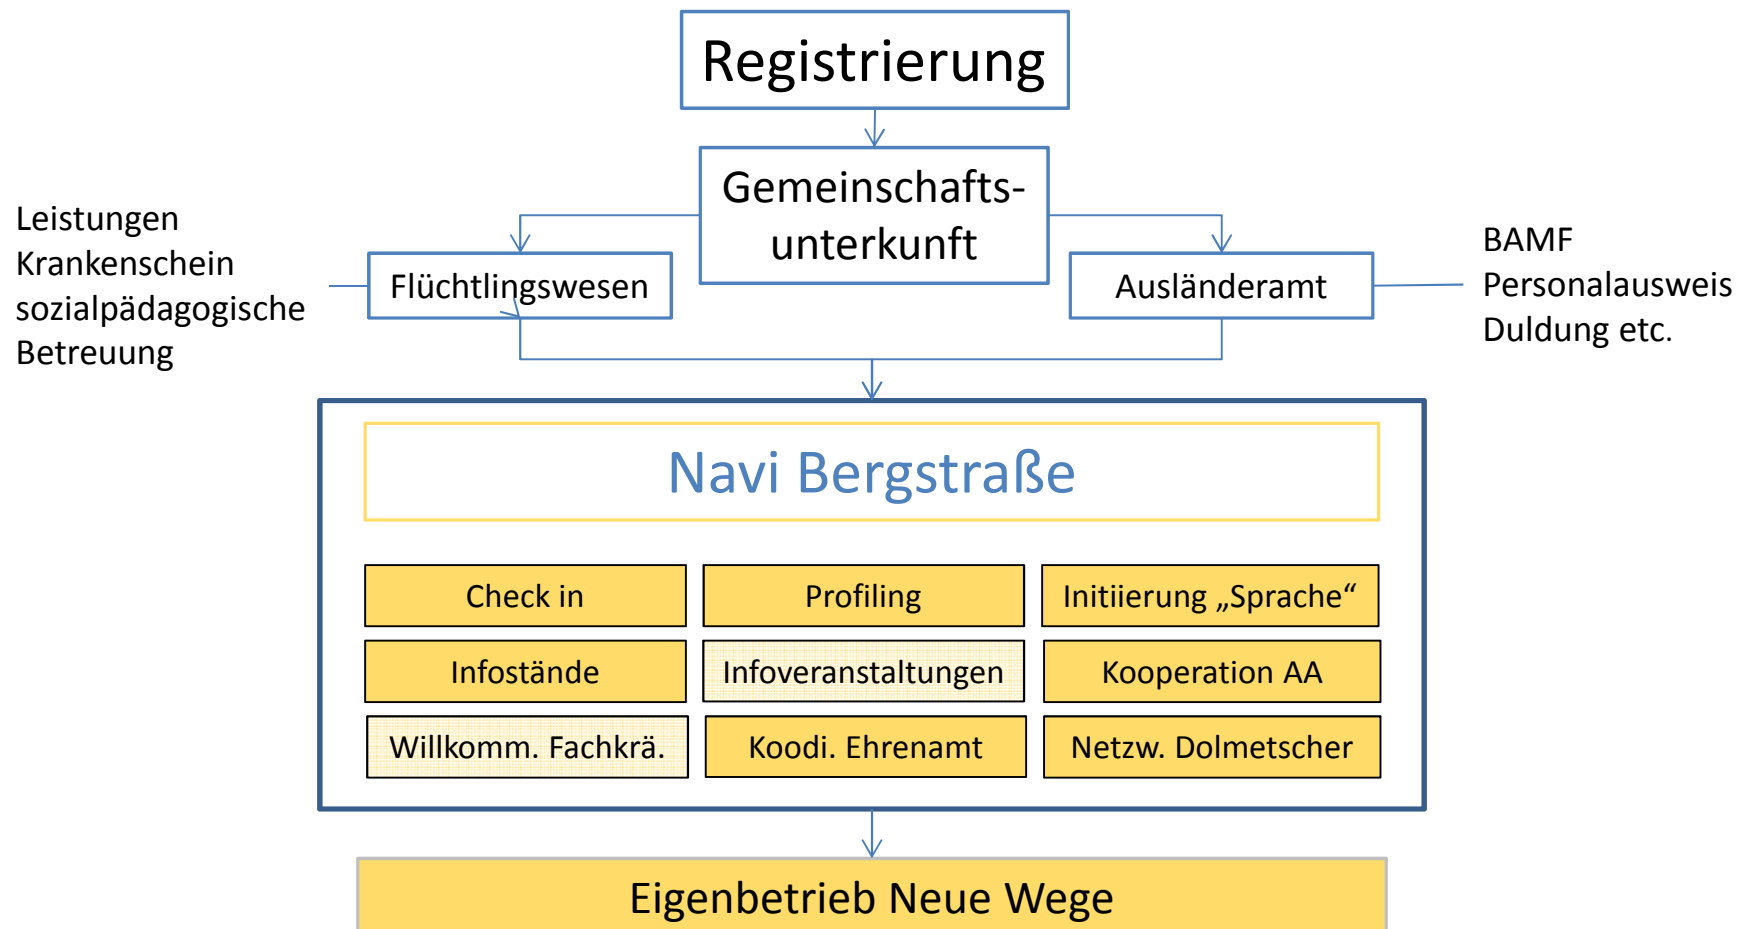 Registrierung
Gemeinschafts-
unterkunft
Leistungen
Krankenschein
sozialpädagogische
Betreuung
Flüchtlingswesen
Ausländeramt
BAMF
Personalausweis
Duldung etc.
Navi Bergstraße
Check in
Profiling
Initiierung „Sprache“
Infostände
Infoveranstaltungen
Kooperation AA
Willkomm. Fachkrä.
Koodi. Ehrenamt
Netzw. Dolmetscher
Eigenbetrieb Neue Wege